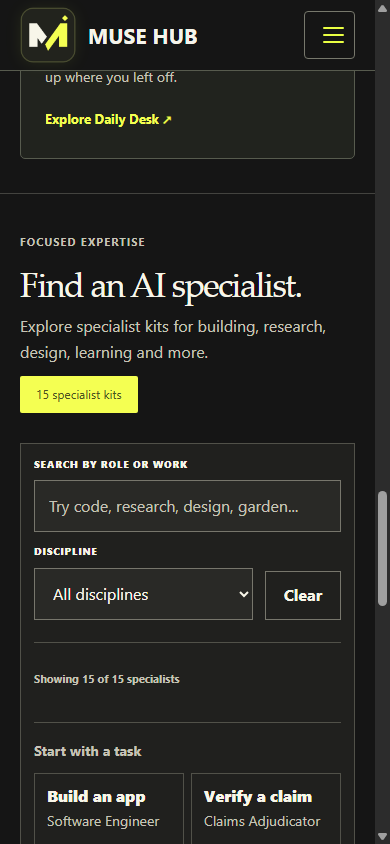 MUSE HUB
up where you left off.
Explore Daily Desk ↗
FOCUSED EXPERTISE
Find an AI specialist.
Explore specialist kits for building, research,
design, learning and more.
15 specialist kits
SEARCH BY ROLE OR WORK
Try code, research, design, garden...
DISCIPLINE
All disciplines
Clear
Showing 15 of 15 specialists
Start with a task
Build an app
Software Engineer
Verify a claim
Claims Adjudicator